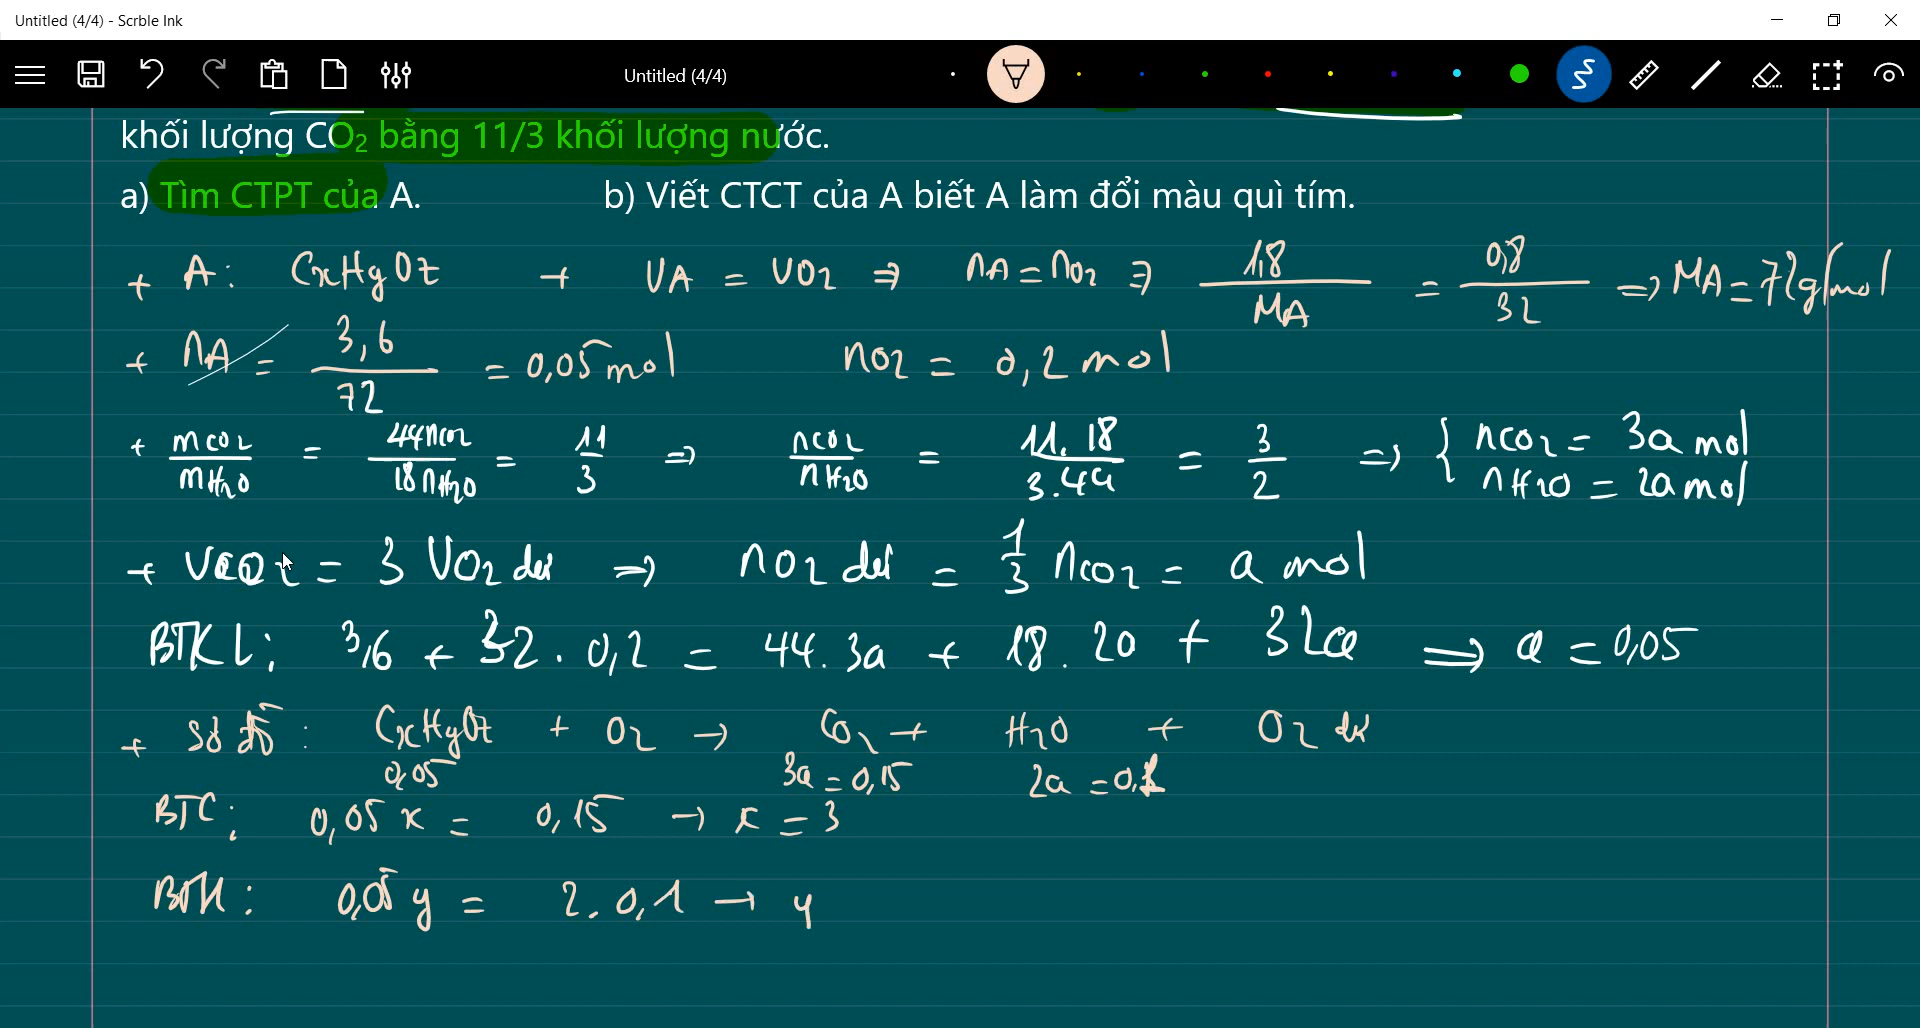 Untitled (4/4) - Scrble Ink
Untitled (4/4)
khối lượng CO₂ bằng 11/3 khối lượng nước.
a) Tìm CTPT của A. b) Viết CTCT của A biết A làm đổi màu quì tím.
+ A: CxHyOz + VA = VO2 => nA = nO2 => 1,8/MA = 0,8/32 => MA = 72g/mol
+ nA = 3,6/72 = 0,05 mol nO2 = 0,2 mol
+ mCO2/mH2O = 44nCO2/18nH2O = 11/3 => nCO2/nH2O = 11.18/3.44 = 3/2 => { nCO2 = 3a mol nH2O = 2a mol
+ VCO2 = 3 VO2 dư => nO2 dư = 1/3 nCO2 = a mol
BTKL: 3,6 + 32 . 0,2 = 44. 3a + 18. 2a + 32a => a = 0,05
+ Sơ đồ: CxHyOz + O2 → CO2 + H2O + O2 dư
0,05 3a = 0,15 2a = 0,1
BTC: 0,05 x = 0,15 → x = 3
BTH: 0,05 y = 2. 0,1 → y